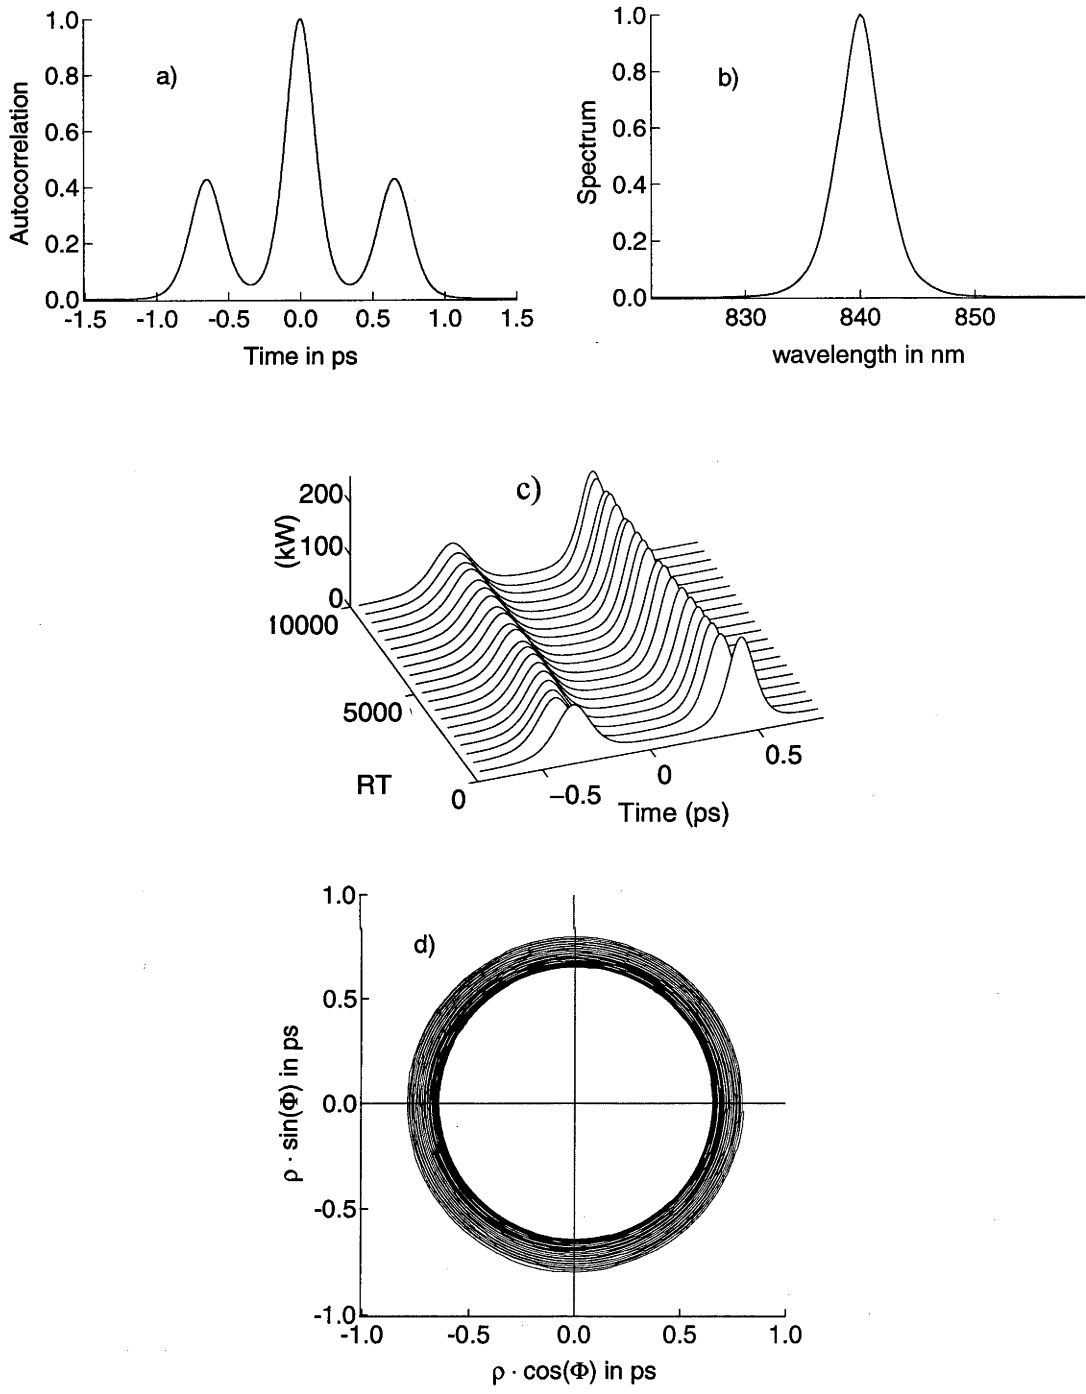 a)
Autocorrelation
1.0
0.8
0.6
0.4
0.2
0.0
-1.5 -1.0 -0.5 0.0 0.5 1.0 1.5
Time in ps
b)
Spectrum
1.0
0.8
0.6
0.4
0.2
0.0
830 840 850
wavelength in nm
c)
(kW)
200
100
0
10000
5000
0
RT
−0.5 0 0.5
Time (ps)
d)
ρ · sin(Φ) in ps
1.0
0.5
0.0
-0.5
-1.0
-1.0 -0.5 0.0 0.5 1.0
ρ · cos(Φ) in ps